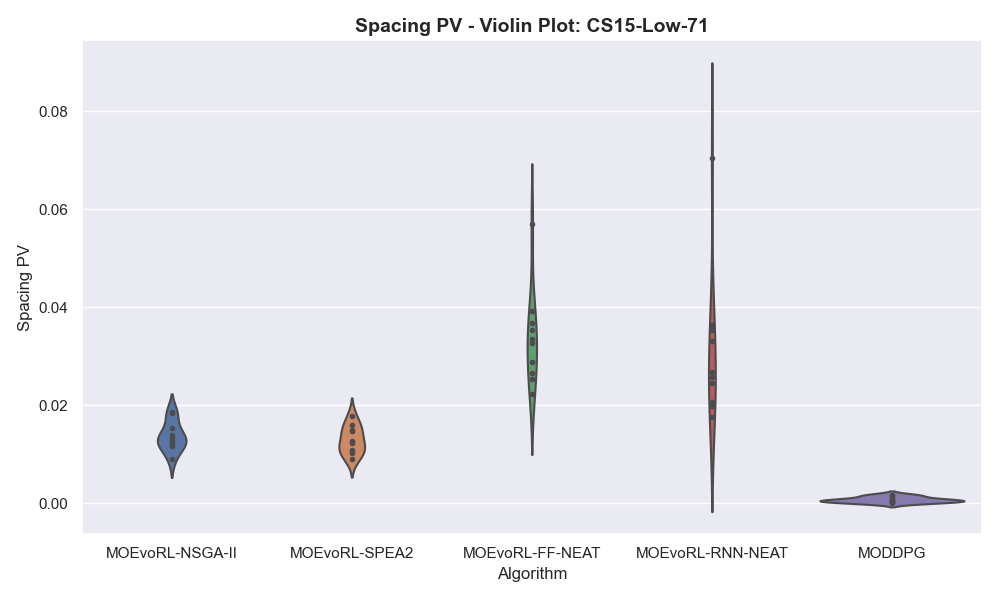 Spacing PV - Violin Plot: CS15-Low-71
Spacing PV
0.08
0.06
0.04
0.02
0.00
MOEvoRL-NSGA-II
MOEvoRL-SPEA2
MOEvoRL-FF-NEAT
MOEvoRL-RNN-NEAT
MODDPG
Algorithm